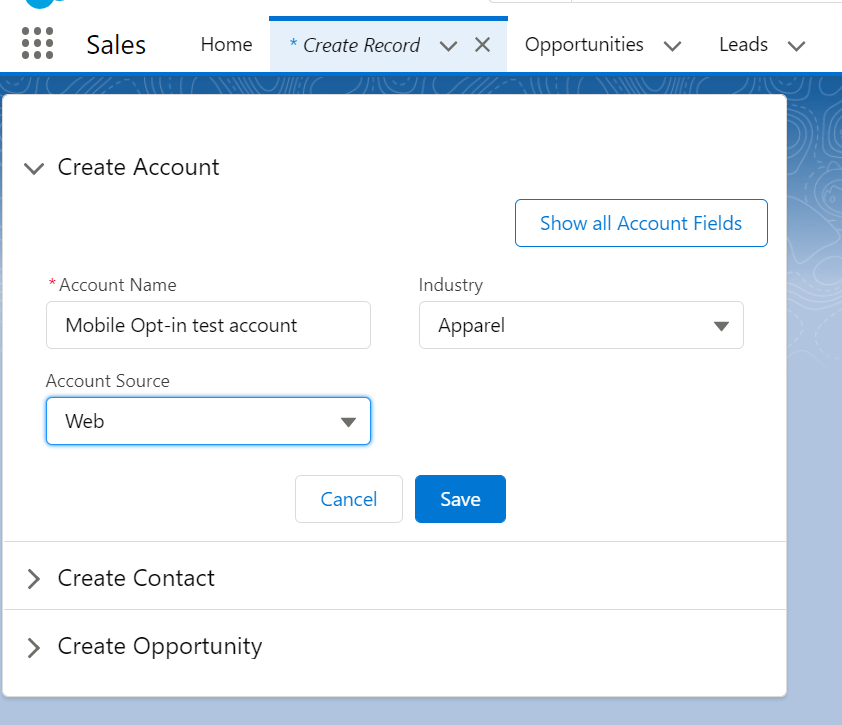 Sales Home * Create Record Opportunities Leads
Create Account
Show all Account Fields
*Account Name Industry
Mobile Opt-in test account Apparel
Account Source
Web
Cancel Save
Create Contact
Create Opportunity